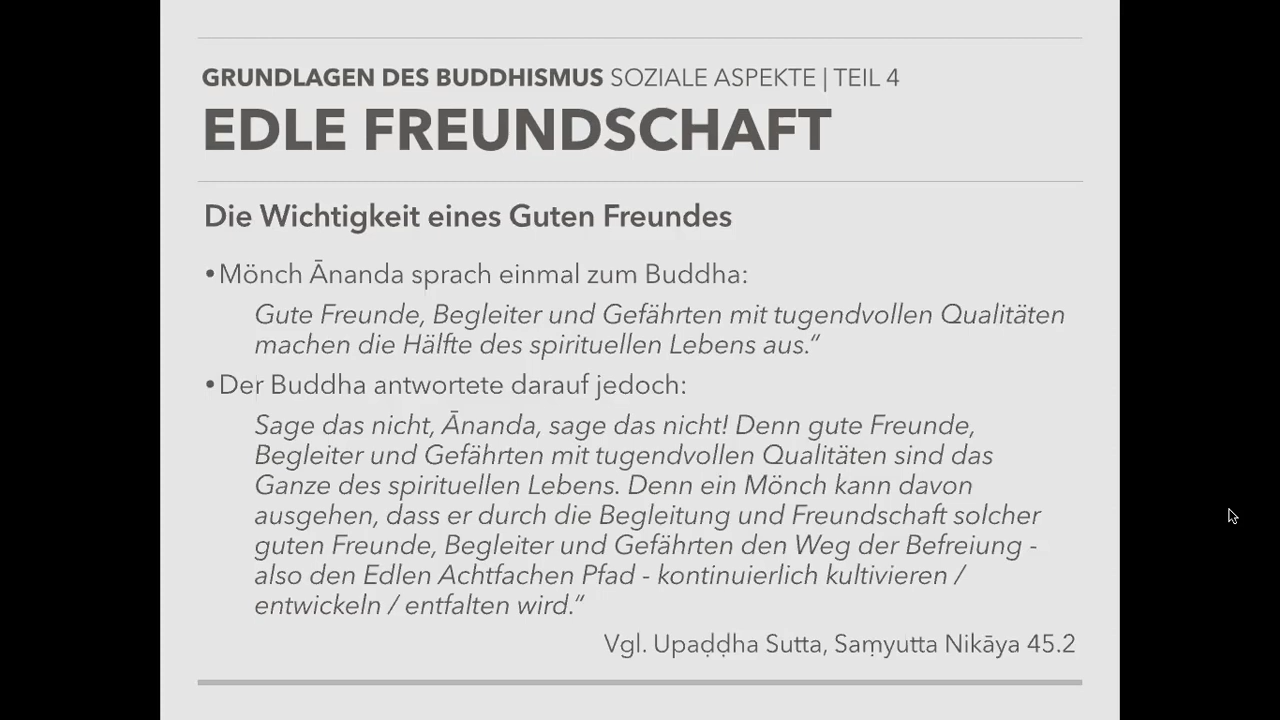 GRUNDLAGEN DES BUDDHISMUS SOZIALE ASPEKTE | TEIL 4
EDLE FREUNDSCHAFT
Die Wichtigkeit eines Guten Freundes
•Mönch Ānanda sprach einmal zum Buddha:
Gute Freunde, Begleiter und Gefährten mit tugendvollen Qualitäten
machen die Hälfte des spirituellen Lebens aus.“
•Der Buddha antwortete darauf jedoch:
Sage das nicht, Ānanda, sage das nicht! Denn gute Freunde,
Begleiter und Gefährten mit tugendvollen Qualitäten sind das
Ganze des spirituellen Lebens. Denn ein Mönch kann davon
ausgehen, dass er durch die Begleitung und Freundschaft solcher
guten Freunde, Begleiter und Gefährten den Weg der Befreiung -
also den Edlen Achtfachen Pfad - kontinuierlich kultivieren /
entwickeln / entfalten wird.“
Vgl. Upaḍḍha Sutta, Saṃyutta Nikāya 45.2